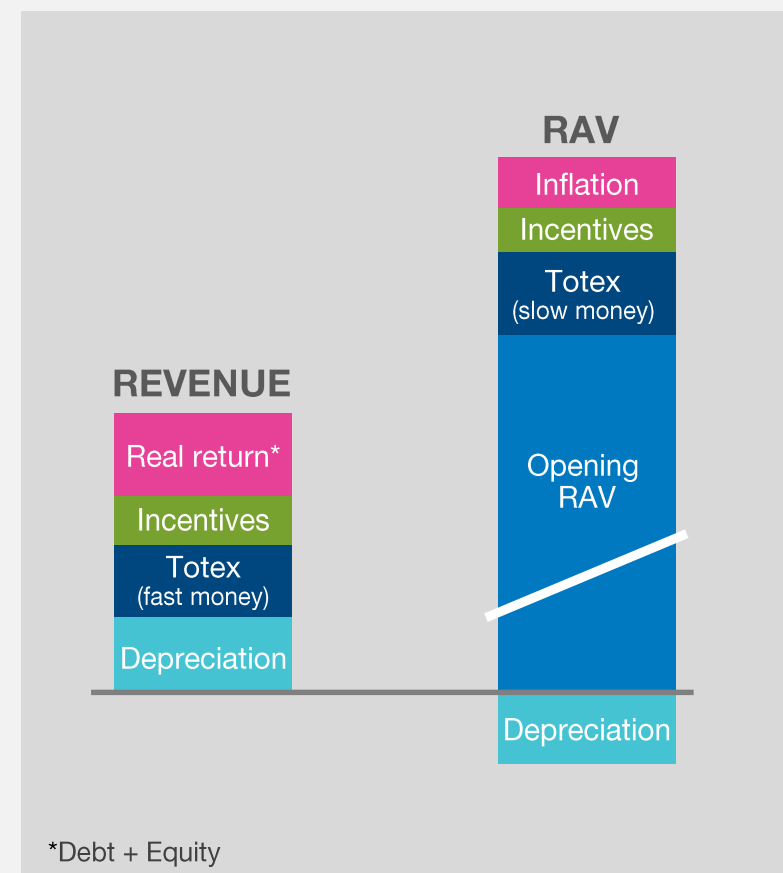 RAV
Inflation
Incentives
Totex
(slow money)
Opening
RAV
Depreciation
REVENUE
Real return*
Incentives
Totex
(fast money)
Depreciation
*Debt + Equity